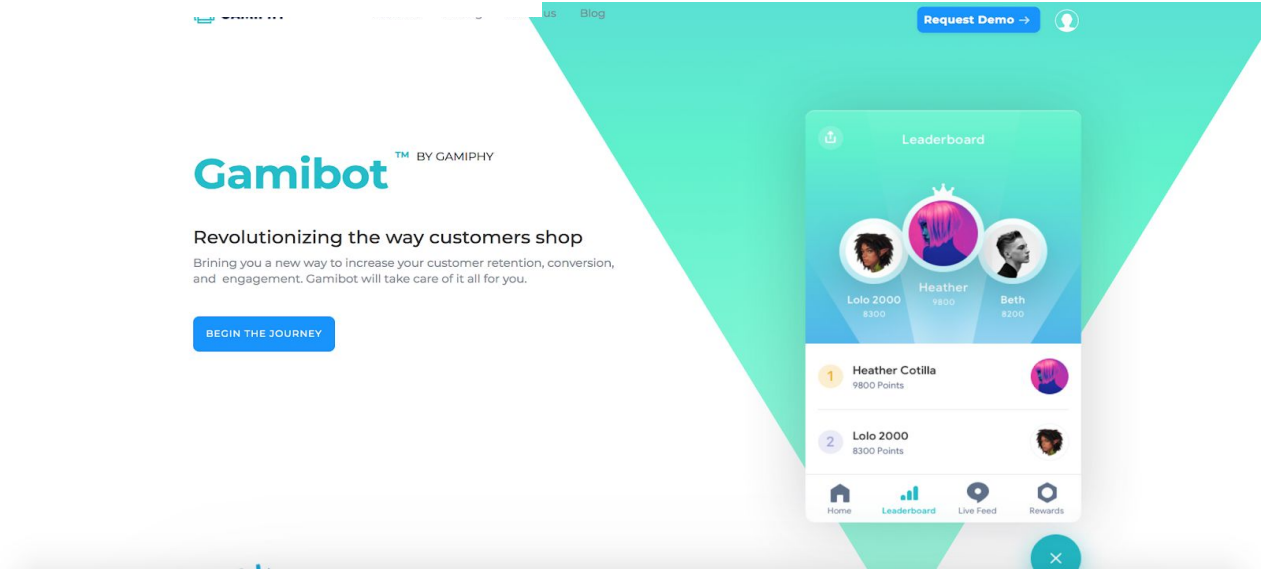 us Blog
Request Demo →
Gamibot ™ BY GAMIPHY
Revolutionizing the way customers shop
Brining you a new way to increase your customer retention, conversion,
and engagement. Gamibot will take care of it all for you.
BEGIN THE JOURNEY
Leaderboard
Heather
9800
Lolo 2000
8300
Beth
8200
1 Heather Cotilla
9800 Points
2 Lolo 2000
8300 Points
Home Leaderboard Live Feed Rewards